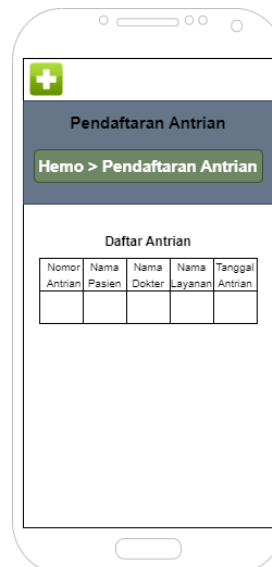 Pendaftaran Antrian
Hemo > Pendaftaran Antrian
Daftar Antrian
Nomor Antrian
Nama Pasien
Nama Dokter
Nama Layanan
Tanggal Antrian